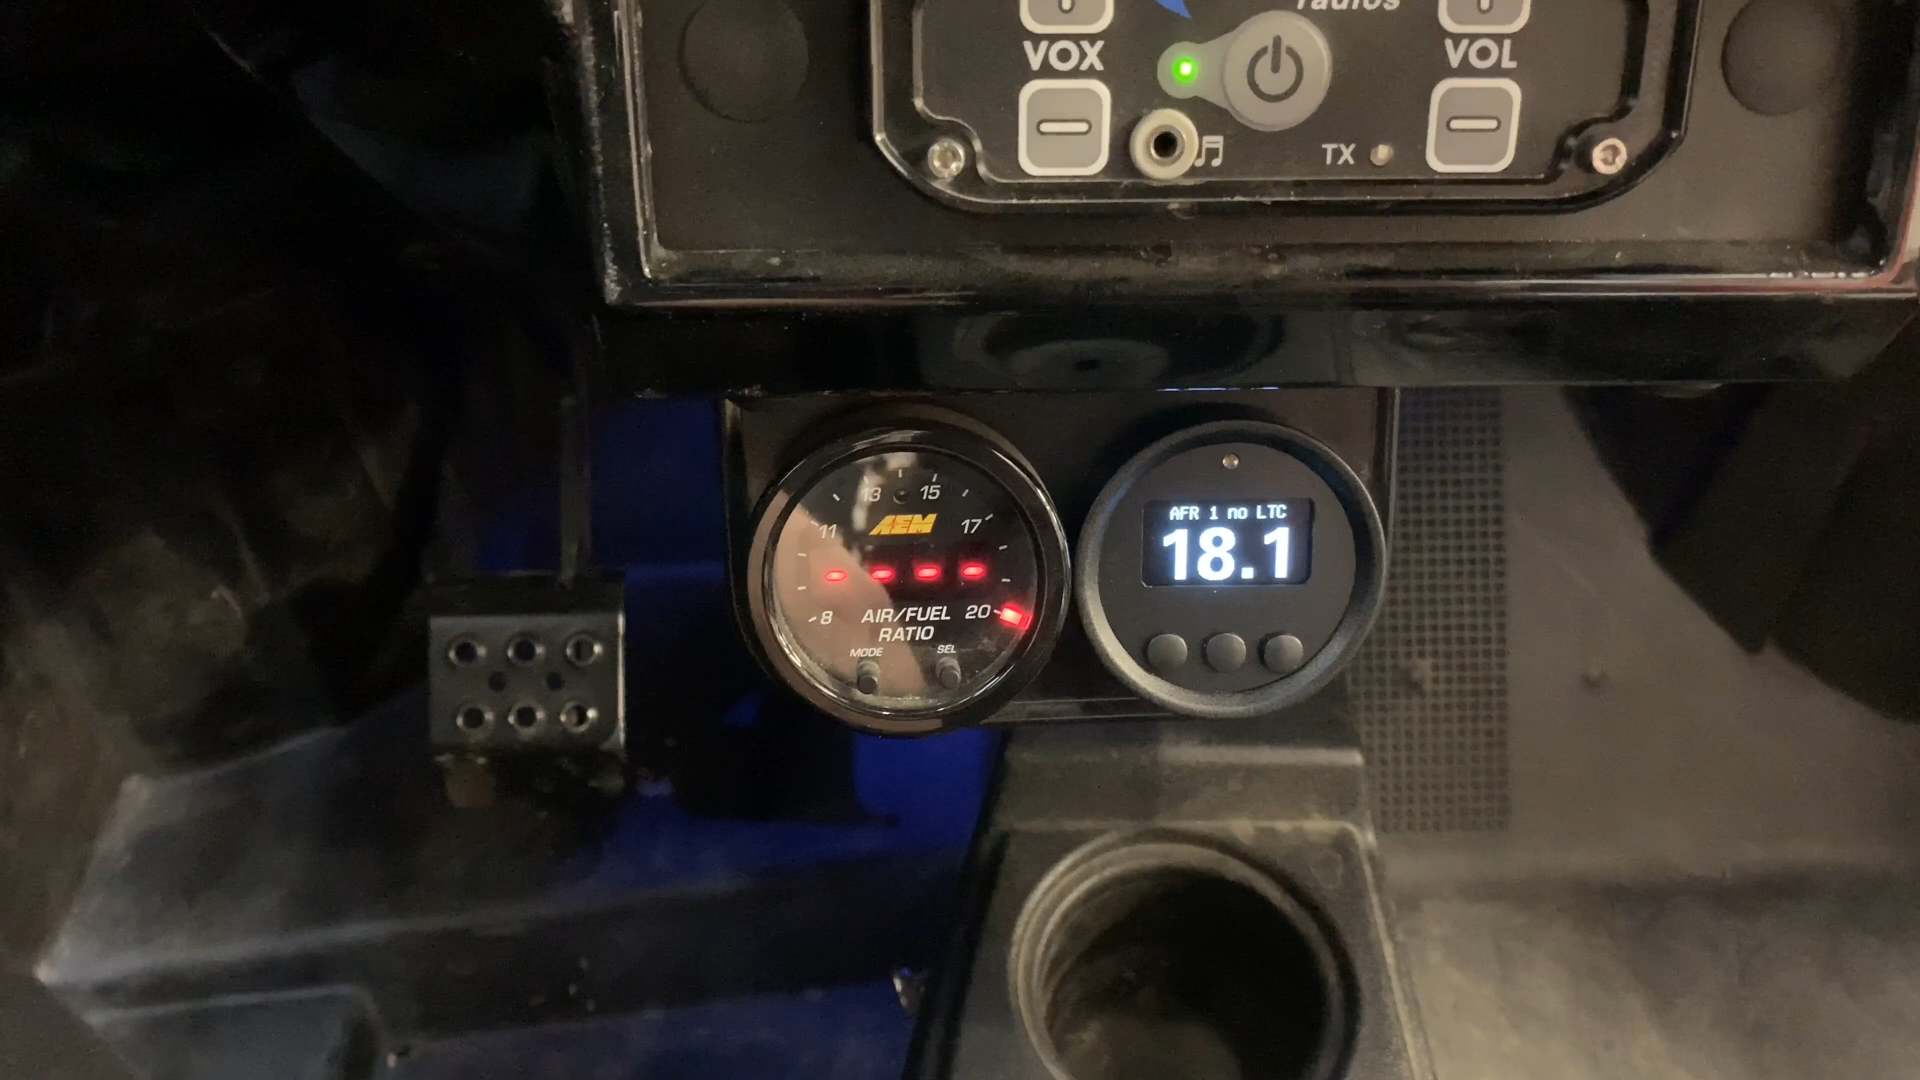 radios
VOX
VOL
TX
13
15
AEM
11
17
8
AIR/FUEL
20
RATIO
MODE
SEL
AFR 1 no LTC
18.1